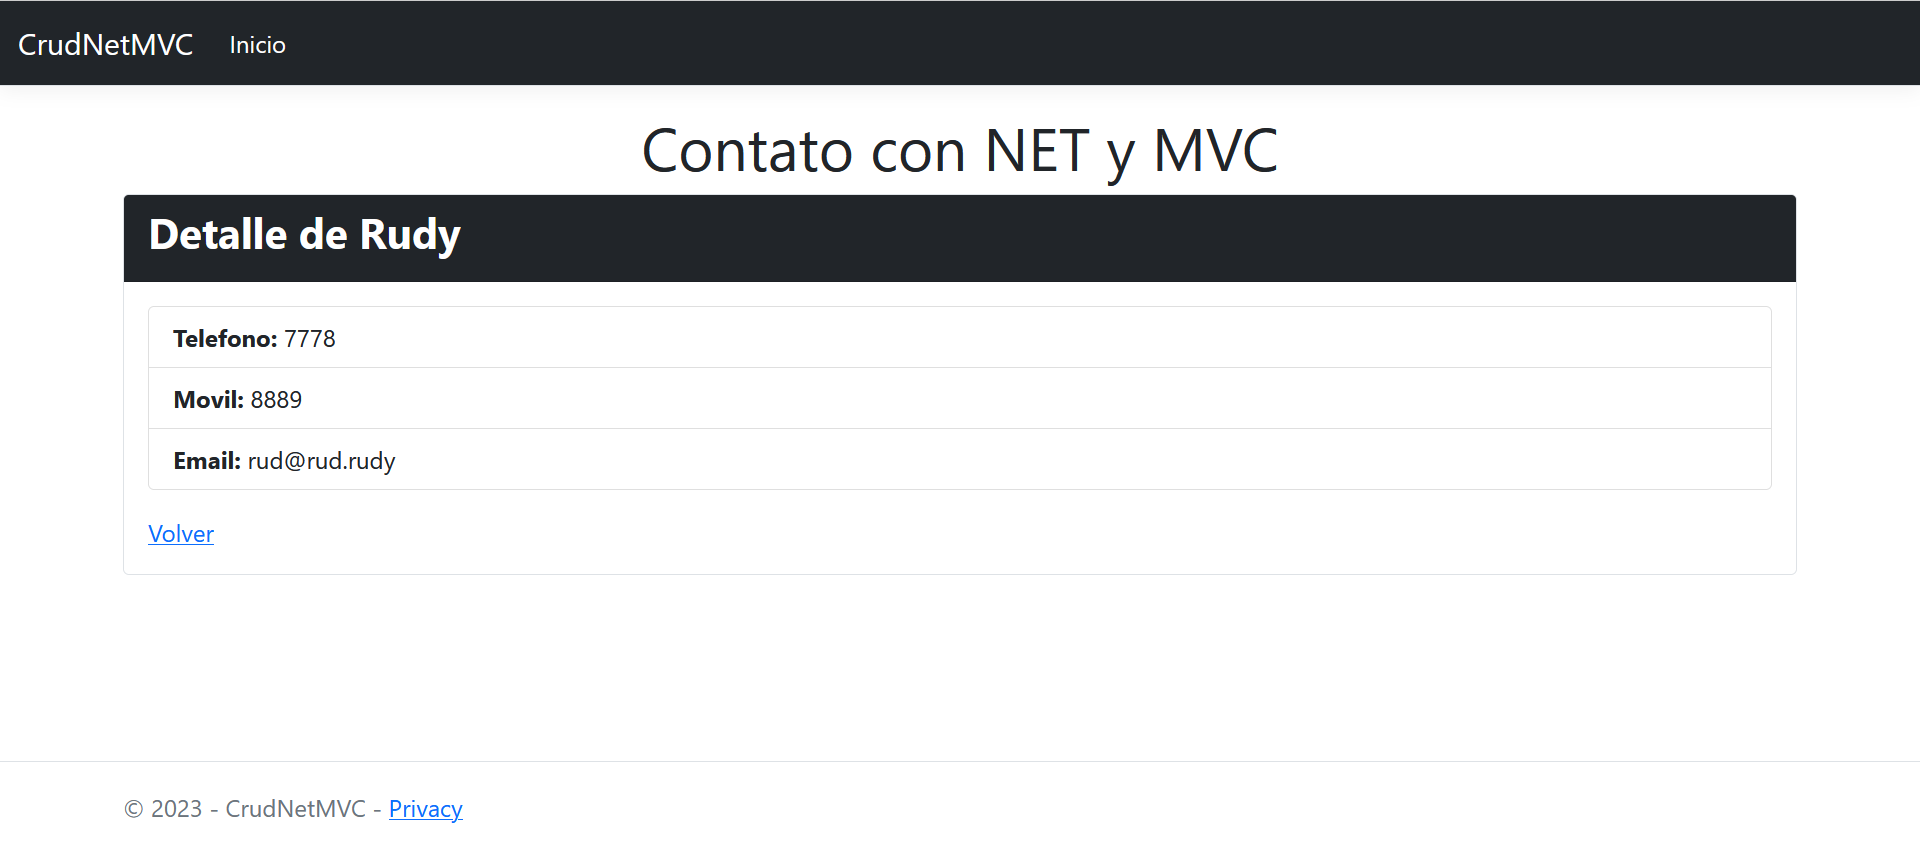 CrudNetMVC Inicio
Contato con NET y MVC
Detalle de Rudy
Telefono: 7778
Movil: 8889
Email: rud@rud.rudy
Volver
© 2023 - CrudNetMVC - Privacy